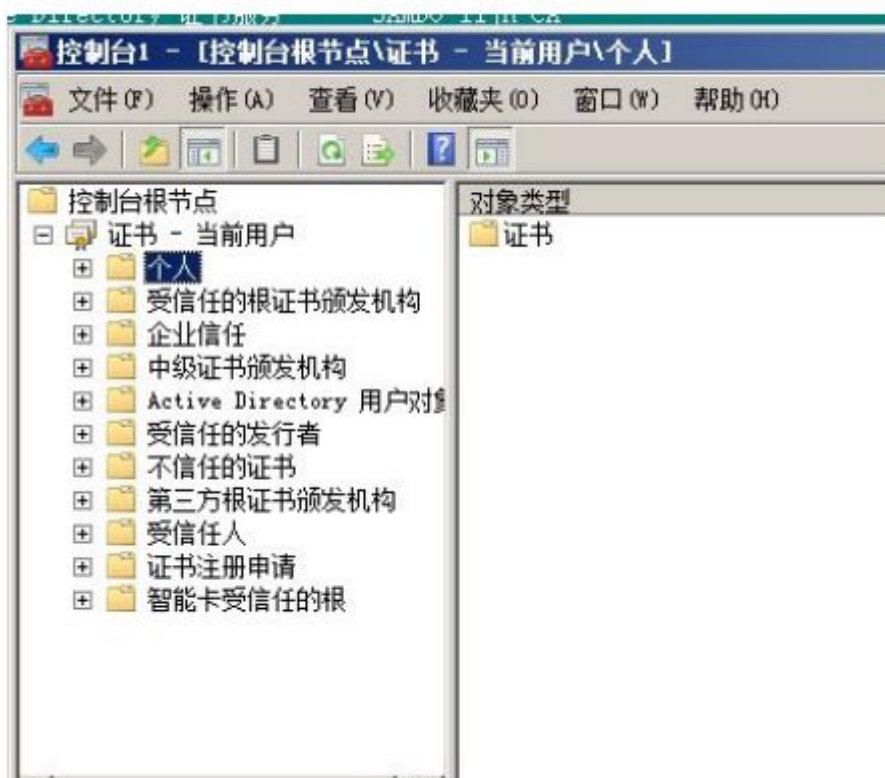 控制台1 - [控制台根节点\证书 - 当前用户\个人]
文件(F) 操作(A) 查看(V) 收藏夹(O) 窗口(W) 帮助(H)
控制台根节点
证书 - 当前用户
个人
受信任的根证书颁发机构
企业信任
中级证书颁发机构
Active Directory 用户对象
受信任的发行者
不信任的证书
第三方根证书颁发机构
受信任人
证书注册申请
智能卡受信任的根
对象类型
证书